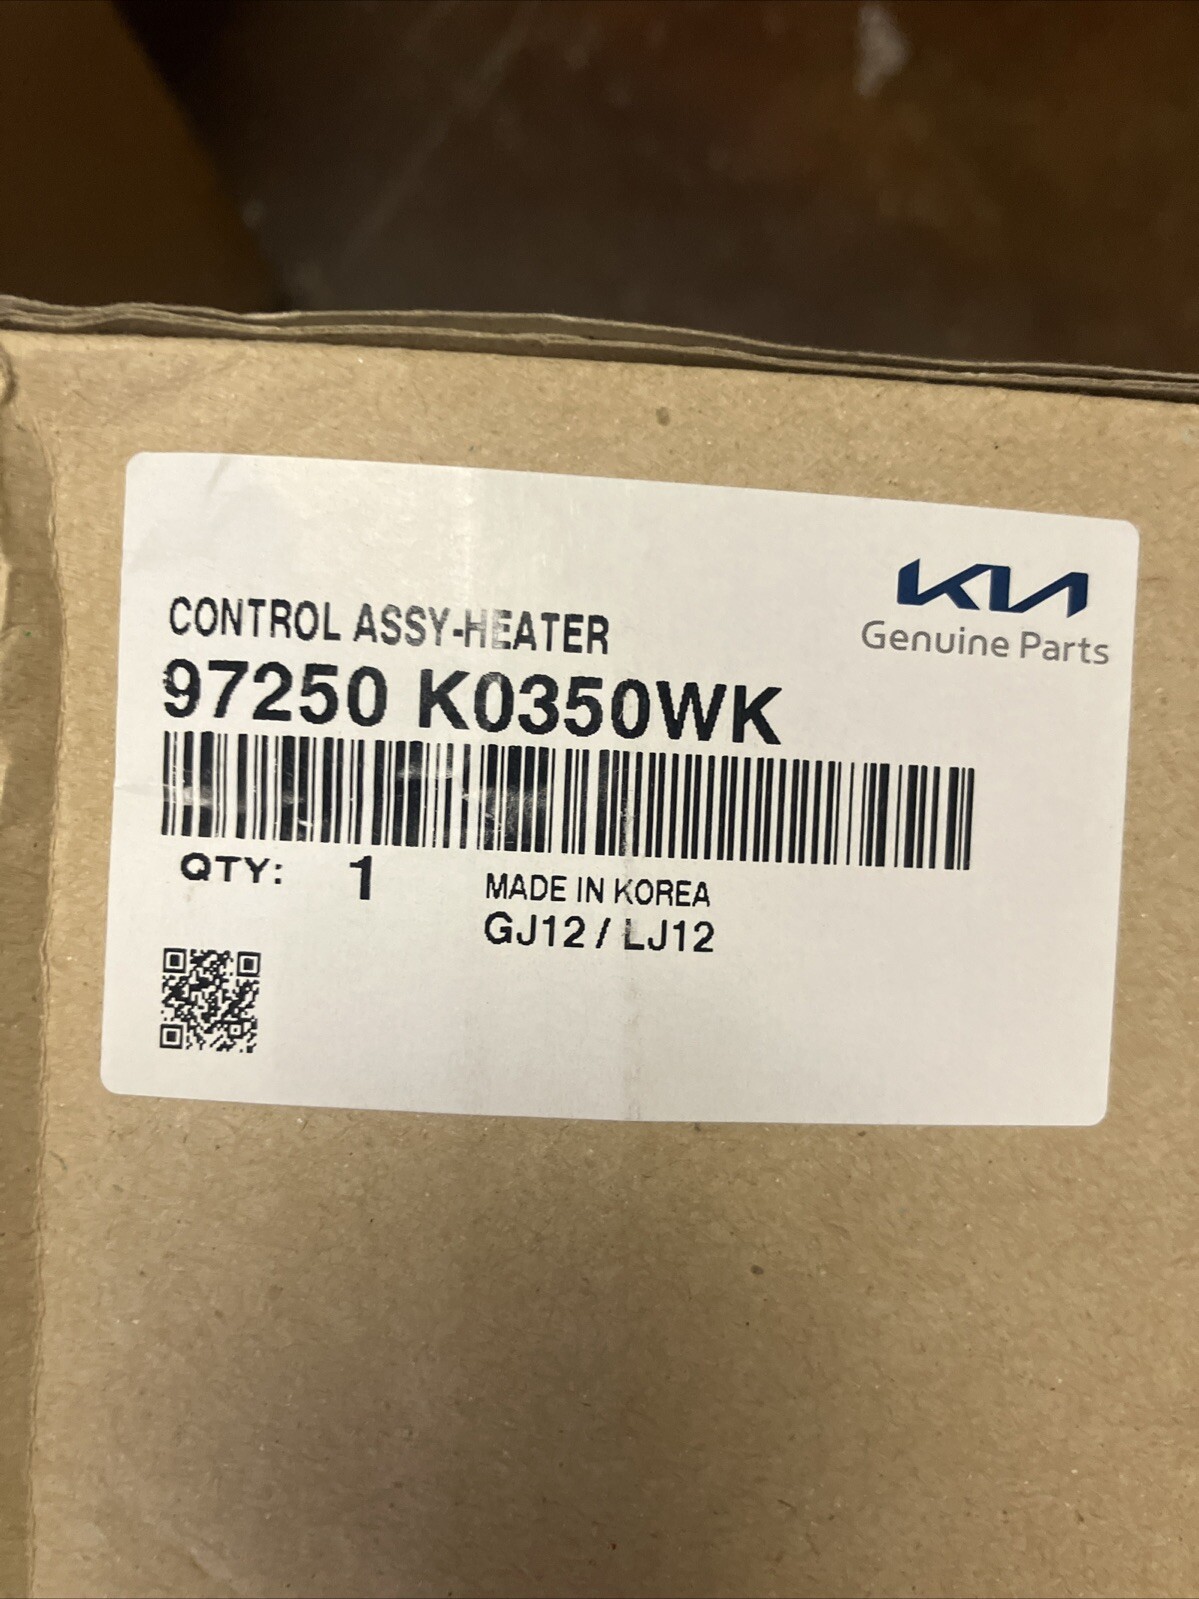 KIA
Genuine Parts
CONTROL ASSY-HEATER
97250 K0350WK
QTY: 1
MADE IN KOREA
GJ12 / LJ12